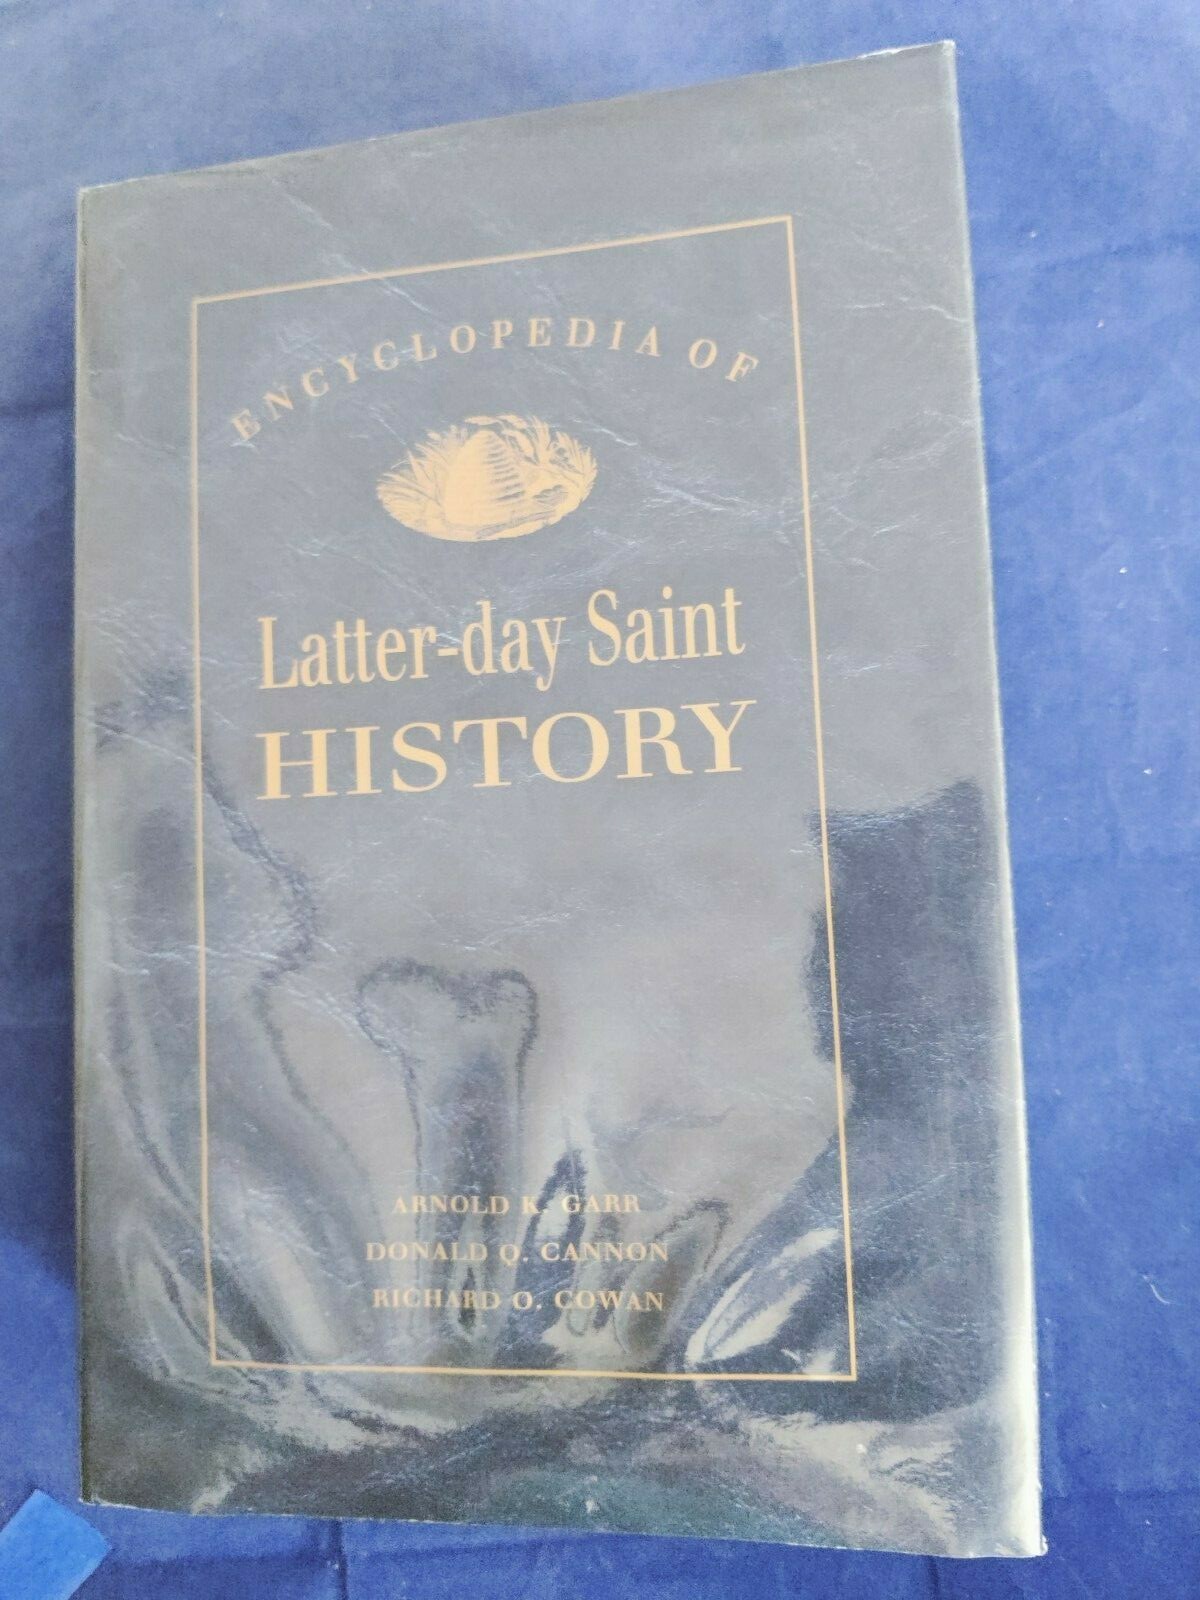 ENCYCLOPEDIA OF
Latter-day Saint
HISTORY
ARNOLD K. GARR
DONALD Q. CANNON
RICHARD O. COWAN